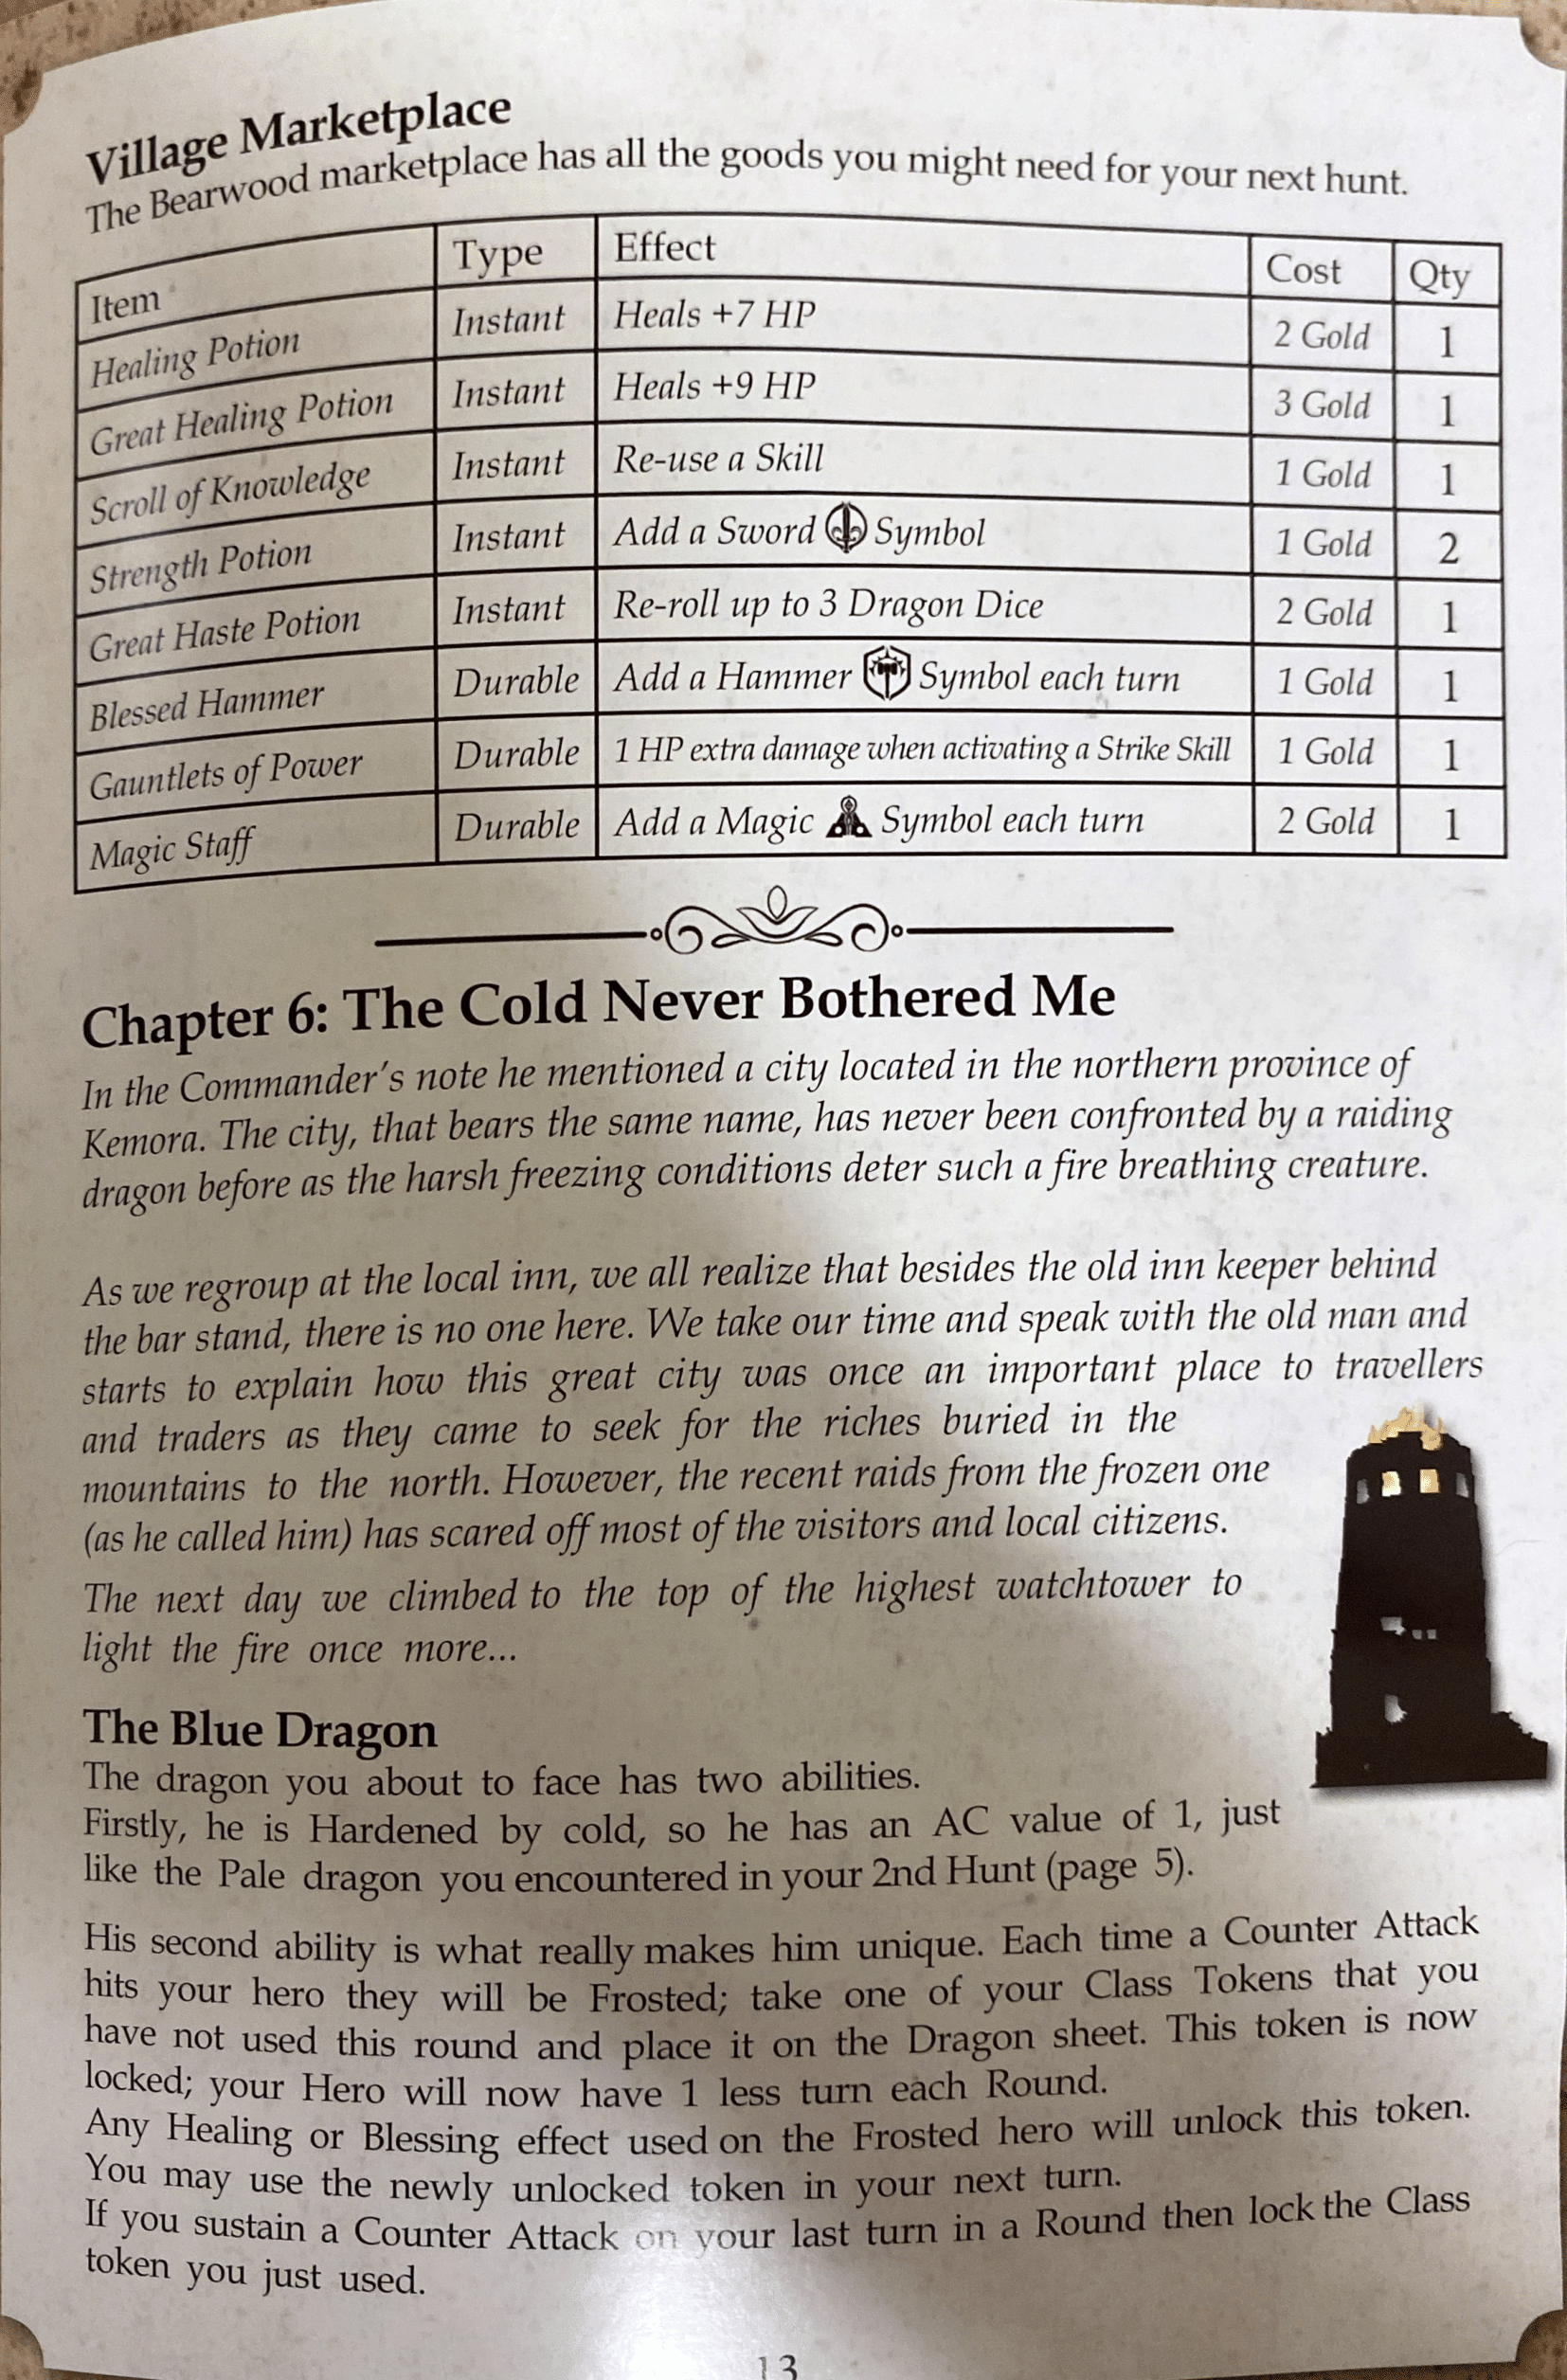 Village Marketplace
The Bearwood marketplace has all the goods you might need for your next hunt.
Item Type Effect Cost Qty
Healing Potion Instant Heals +7 HP 2 Gold 1
Great Healing Potion Instant Heals +9 HP 3 Gold 1
Scroll of Knowledge Instant Re-use a Skill 1 Gold 1
Strength Potion Instant Add a Sword Symbol 1 Gold 2
Great Haste Potion Instant Re-roll up to 3 Dragon Dice 2 Gold 1
Blessed Hammer Durable Add a Hammer Symbol each turn 1 Gold 1
Gauntlets of Power Durable 1 HP extra damage when activating a Strike Skill 1 Gold 1
Magic Staff Durable Add a Magic Symbol each turn 2 Gold 1
Chapter 6: The Cold Never Bothered Me
In the Commander's note he mentioned a city located in the northern province of
Kemora. The city, that bears the same name, has never been confronted by a raiding
dragon before as the harsh freezing conditions deter such a fire breathing creature.
As we regroup at the local inn, we all realize that besides the old inn keeper behind
the bar stand, there is no one here. We take our time and speak with the old man and
starts to explain how this great city was once an important place to travellers
and traders as they came to seek for the riches buried in the
mountains to the north. However, the recent raids from the frozen one
(as he called him) has scared off most of the visitors and local citizens.
The next day we climbed to the top of the highest watchtower to
light the fire once more...
The Blue Dragon
The dragon you about to face has two abilities.
Firstly, he is Hardened by cold, so he has an AC value of 1, just
like the Pale dragon you encountered in your 2nd Hunt (page 5).
His second ability is what really makes him unique. Each time a Counter Attack
hits your hero they will be Frosted; take one of your Class Tokens that you
have not used this round and place it on the Dragon sheet. This token is now
locked; your Hero will now have 1 less turn each Round.
Any Healing or Blessing effect used on the Frosted hero will unlock this token.
You may use the newly unlocked token in your next turn.
If you sustain a Counter Attack on your last turn in a Round then lock the Class
token you just used.
13